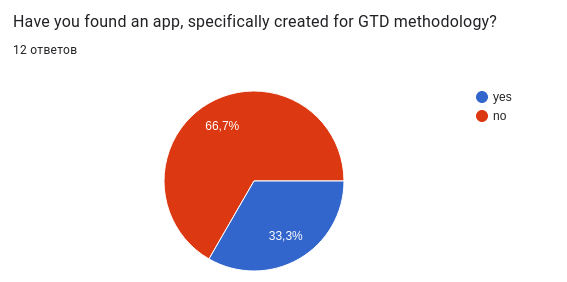 Have you found an app, specifically created for GTD methodology?
12 ответов
yes
no
66,7%
33,3%